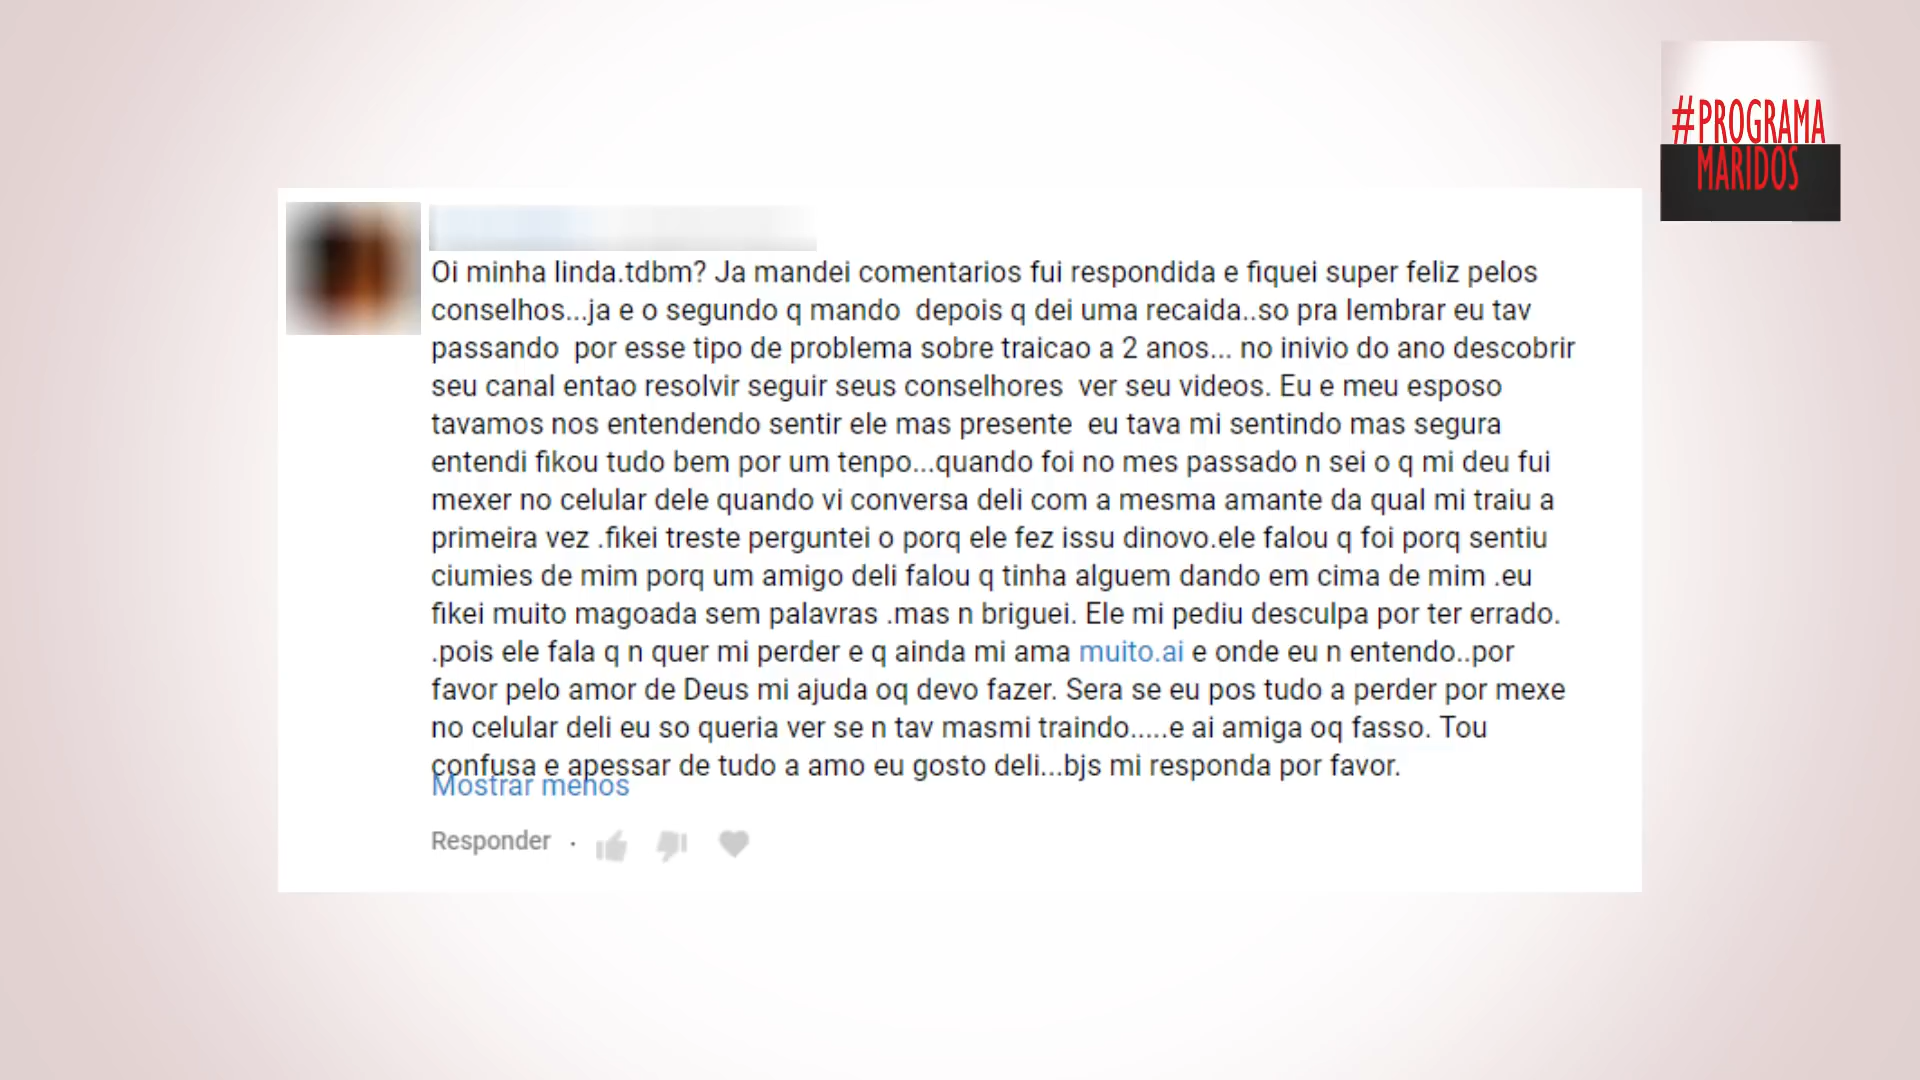 #PROGRAMA
MARIDOS
Oi minha linda.tdbm? Ja mandei comentarios fui respondida e fiquei super feliz pelos
conselhos...ja e o segundo q mando  depois q dei uma recaida..so pra lembrar eu tav
passando  por esse tipo de problema sobre traicao a 2 anos... no inivio do ano descobrir
seu canal entao resolvir seguir seus conselhores  ver seu videos. Eu e meu esposo
tavamos nos entendendo sentir ele mas presente  eu tava mi sentindo mas segura
entendi fikou tudo bem por um tenpo...quando foi no mes passado n sei o q mi deu fui
mexer no celular dele quando vi conversa deli com a mesma amante da qual mi traiu a
primeira vez .fikei treste perguntei o porq ele fez issu dinovo.ele falou q foi porq sentiu
ciumies de mim porq um amigo deli falou q tinha alguem dando em cima de mim .eu
fikei muito magoada sem palavras .mas n briguei. Ele mi pediu desculpa por ter errado.
.pois ele fala q n quer mi perder e q ainda mi ama muito.ai e onde eu n entendo..por
favor pelo amor de Deus mi ajuda oq devo fazer. Sera se eu pos tudo a perder por mexe
no celular deli eu so queria ver se n tav masmi traindo.....e ai amiga oq fasso. Tou
confusa e apessar de tudo a amo eu gosto deli...bjs mi responda por favor.
Mostrar menos
Responder ·